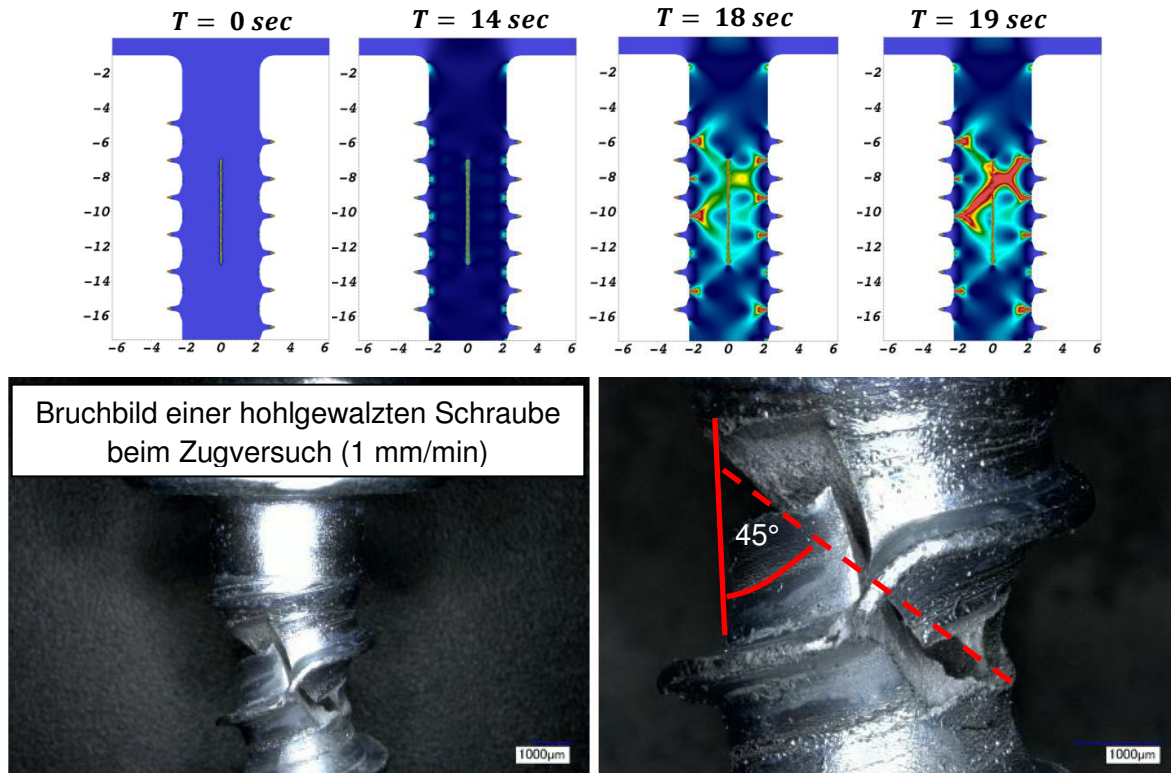 T = 0 sec
T = 14 sec
T = 18 sec
T = 19 sec
-2
-4
-6
-8
-10
-12
-14
-16
-6 -4 -2 0 2 4 6
-2
-4
-6
-8
-10
-12
-14
-16
-6 -4 -2 0 2 4 6
-2
-4
-6
-8
-10
-12
-14
-16
-6 -4 -2 0 2 4 6
-2
-4
-6
-8
-10
-12
-14
-16
-6 -4 -2 0 2 4 6
Bruchbild einer hohlgewalzten Schraube
beim Zugversuch (1 mm/min)
1000µm
45°
1000µm